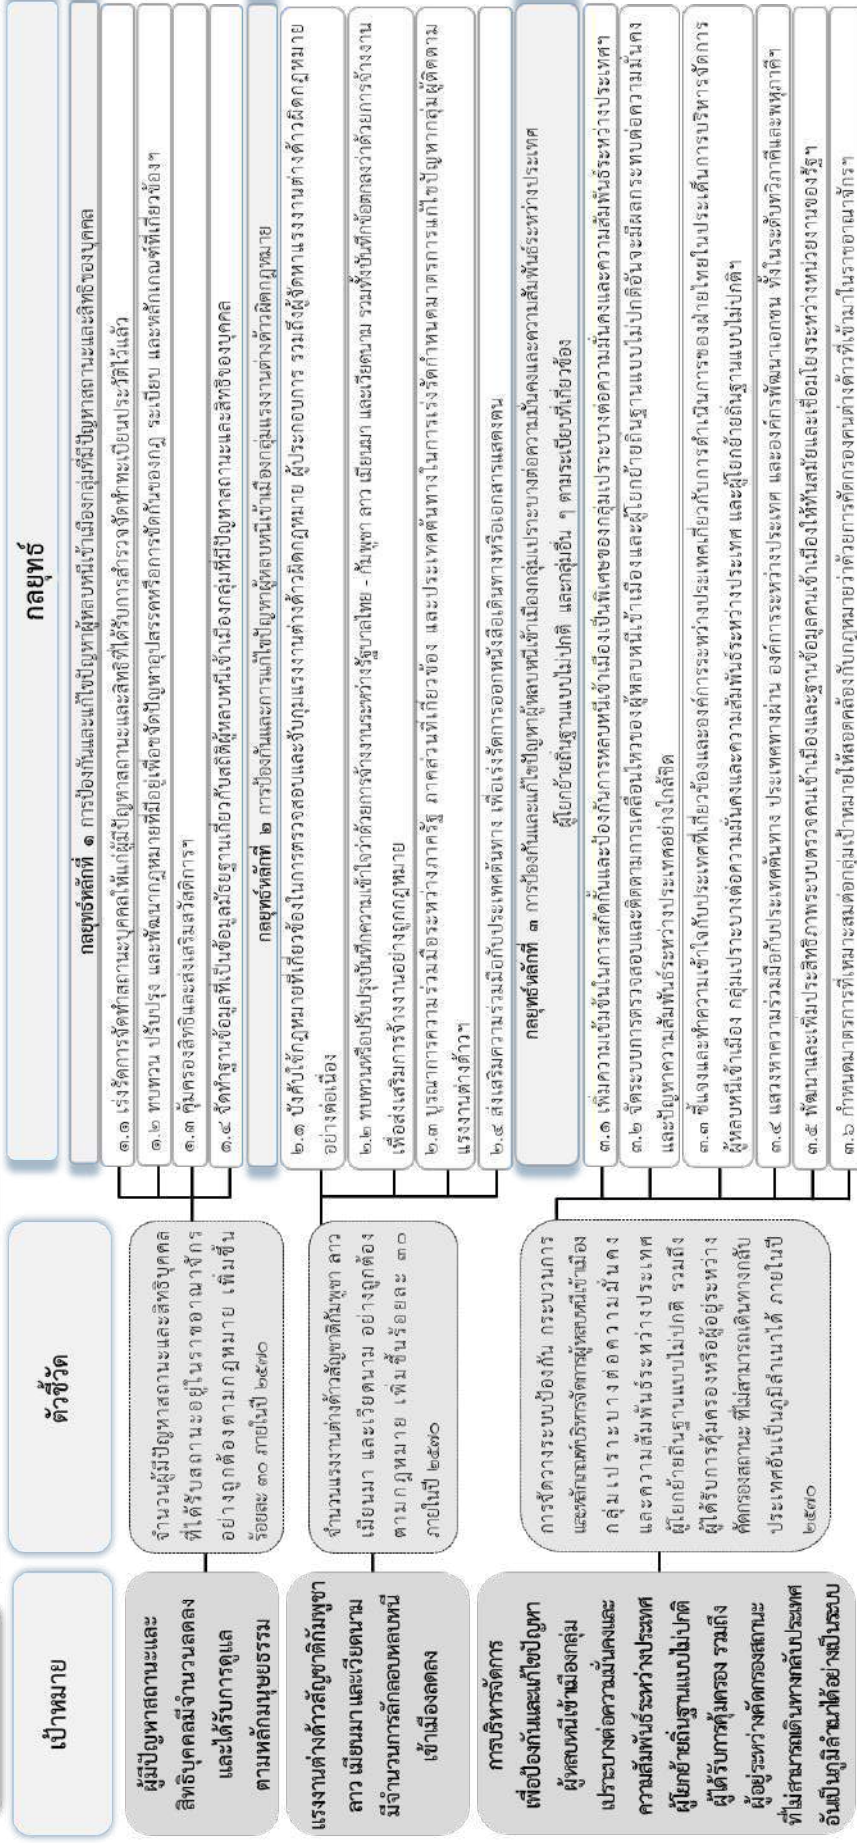 เป้าหมาย
ตัวชี้วัด
กลยุทธ์
ผู้มีปัญหาสถานะและ
สิทธิบุคคลมีจำนวนลดลง
และได้รับการดูแล
ตามหลักมนุษยธรรม
จำนวนผู้มีปัญหาสถานะและสิทธิบุคคล
ที่ได้รับสถานะอยู่ในราชอาณาจักร
อย่างถูกต้องตามกฎหมาย เพิ่มขึ้น
ร้อยละ ๓๐ ภายในปี ๒๕๗๐
กลยุทธ์หลักที่ ๑ การป้องกันและแก้ไขปัญหาผู้หลบหนีเข้าเมืองกลุ่มที่มีปัญหาสถานะและสิทธิของบุคคล
๑.๑ เร่งรัดการจัดทำสถานะบุคคลให้แก่ผู้มีปัญหาสถานะและสิทธิที่ได้รับการสำรวจจัดทำทะเบียนประวัติไว้แล้ว
๑.๒ ทบทวน ปรับปรุง และพัฒนากฎหมายที่มีอยู่เพื่อขจัดปัญหาอุปสรรคหรือการขัดกันของกฎ ระเบียบ และหลักเกณฑ์ที่เกี่ยวข้องฯ
๑.๓ คุ้มครองสิทธิและส่งเสริมสวัสดิการฯ
๑.๔ จัดทำฐานข้อมูลที่เป็นข้อมูลมัธยฐานเกี่ยวกับสถิติผู้หลบหนีเข้าเมืองกลุ่มที่มีปัญหาสถานะและสิทธิของบุคคล
แรงงานต่างด้าวสัญชาติกัมพูชา
ลาว เมียนมา และเวียดนาม
มีจำนวนการลักลอบหลบหนี
เข้าเมืองลดลง
จำนวนแรงงานต่างด้าวสัญชาติกัมพูชา ลาว
เมียนมา และเวียดนาม อย่างถูกต้อง
ตามกฎหมาย เพิ่มขึ้นร้อยละ ๓๐
ภายในปี ๒๕๗๐
กลยุทธ์หลักที่ ๒ การป้องกันและการแก้ไขปัญหาผู้หลบหนีเข้าเมืองกลุ่มแรงงานต่างด้าวผิดกฎหมาย
๒.๑ บังคับใช้กฎหมายที่เกี่ยวข้องในการตรวจสอบและจับกุมแรงงานต่างด้าวผิดกฎหมาย ผู้ประกอบการ รวมถึงผู้จัดหาแรงงานต่างด้าวผิดกฎหมาย
อย่างต่อเนื่อง
๒.๒ ทบทวนหรือปรับปรุงบันทึกความเข้าใจว่าด้วยการจ้างงานระหว่างรัฐบาลไทย - กัมพูชา ลาว เมียนมา และเวียดนาม รวมทั้งบันทึกข้อตกลงว่าด้วยการจ้างงาน
เพื่อส่งเสริมการจ้างงานอย่างถูกกฎหมาย
๒.๓ บูรณาการความร่วมมือระหว่างภาครัฐ ภาคส่วนที่เกี่ยวข้อง และประเทศต้นทางในการเร่งรัดกำหนดมาตรการแก้ไขปัญหากลุ่มผู้ติดตาม
แรงงานต่างด้าวฯ
๒.๔ ส่งเสริมความร่วมมือกับประเทศต้นทาง เพื่อเร่งรัดการออกหนังสือเดินทางหรือเอกสารแสดงตน
การบริหารจัดการ
เพื่อป้องกันและแก้ไขปัญหา
ผู้หลบหนีเข้าเมืองกลุ่ม
เปราะบางต่อความมั่นคงและ
ความสัมพันธ์ระหว่างประเทศ
ผู้โยกย้ายถิ่นฐานแบบไม่ปกติ
ผู้ได้รับการคุ้มครอง รวมถึง
ผู้อยู่ระหว่างคัดกรองสถานะ
ที่ไม่สามารถเดินทางกลับประเทศ
อันเป็นภูมิลำเนาได้อย่างเป็นระบบ
การจัดวางระบบป้องกัน กระบวนการ
และหลักเกณฑ์บริหารจัดการผู้หลบหนีเข้าเมือง
กลุ่มเปราะบางต่อความมั่นคง
และความสัมพันธ์ระหว่างประเทศ
ผู้โยกย้ายถิ่นฐานแบบไม่ปกติ รวมถึง
ผู้ได้รับการคุ้มครองหรือผู้อยู่ระหว่าง
คัดกรองสถานะ ที่ไม่สามารถเดินทางกลับ
ประเทศอันเป็นภูมิลำเนาได้ ภายในปี
๒๕๗๐
กลยุทธ์หลักที่ ๓ การป้องกันและแก้ไขปัญหาผู้หลบหนีเข้าเมืองกลุ่มเปราะบางต่อความมั่นคงและความสัมพันธ์ระหว่างประเทศ
ผู้โยกย้ายถิ่นฐานแบบไม่ปกติ และกลุ่มอื่น ๆ ตามระเบียบที่เกี่ยวข้อง
๓.๑ เพิ่มความเข้มข้นในการสกัดกั้นและป้องกันการหลบหนีเข้าเมืองเป็นพิเศษของกลุ่มเปราะบางต่อความมั่นคงและความสัมพันธ์ระหว่างประเทศฯ
๓.๒ จัดระบบการตรวจสอบและติดตามการเคลื่อนไหวของผู้หลบหนีเข้าเมืองและผู้โยกย้ายถิ่นฐานแบบไม่ปกติอันจะมีผลกระทบต่อความมั่นคง
และปัญหาความสัมพันธ์ระหว่างประเทศอย่างใกล้ชิด
๓.๓ ชี้แจงและทำความเข้าใจกับประเทศที่เกี่ยวข้องและองค์การระหว่างประเทศเกี่ยวกับการดำเนินการของฝ่ายไทยในประเด็นการบริหารจัดการ
ผู้หลบหนีเข้าเมือง กลุ่มเปราะบางต่อความมั่นคงและความสัมพันธ์ระหว่างประเทศ และผู้โยกย้ายถิ่นฐานแบบไม่ปกติฯ
๓.๔ แสวงหาความร่วมมือกับประเทศต้นทาง ประเทศทางผ่าน องค์การระหว่างประเทศ และองค์กรพัฒนาเอกชน ทั้งในระดับทวิภาคีและพหุภาคีฯ
๓.๕ พัฒนาและเพิ่มประสิทธิภาพระบบตรวจคนเข้าเมืองและฐานข้อมูลคนเข้าเมืองให้ทันสมัยและเชื่อมโยงระหว่างหน่วยงานของรัฐฯ
๓.๖ กำหนดมาตรการที่เหมาะสมต่อกลุ่มเป้าหมายให้สอดคล้องกับกฎหมายว่าด้วยการคัดกรองคนต่างด้าวที่เข้ามาในราชอาณาจักรฯ